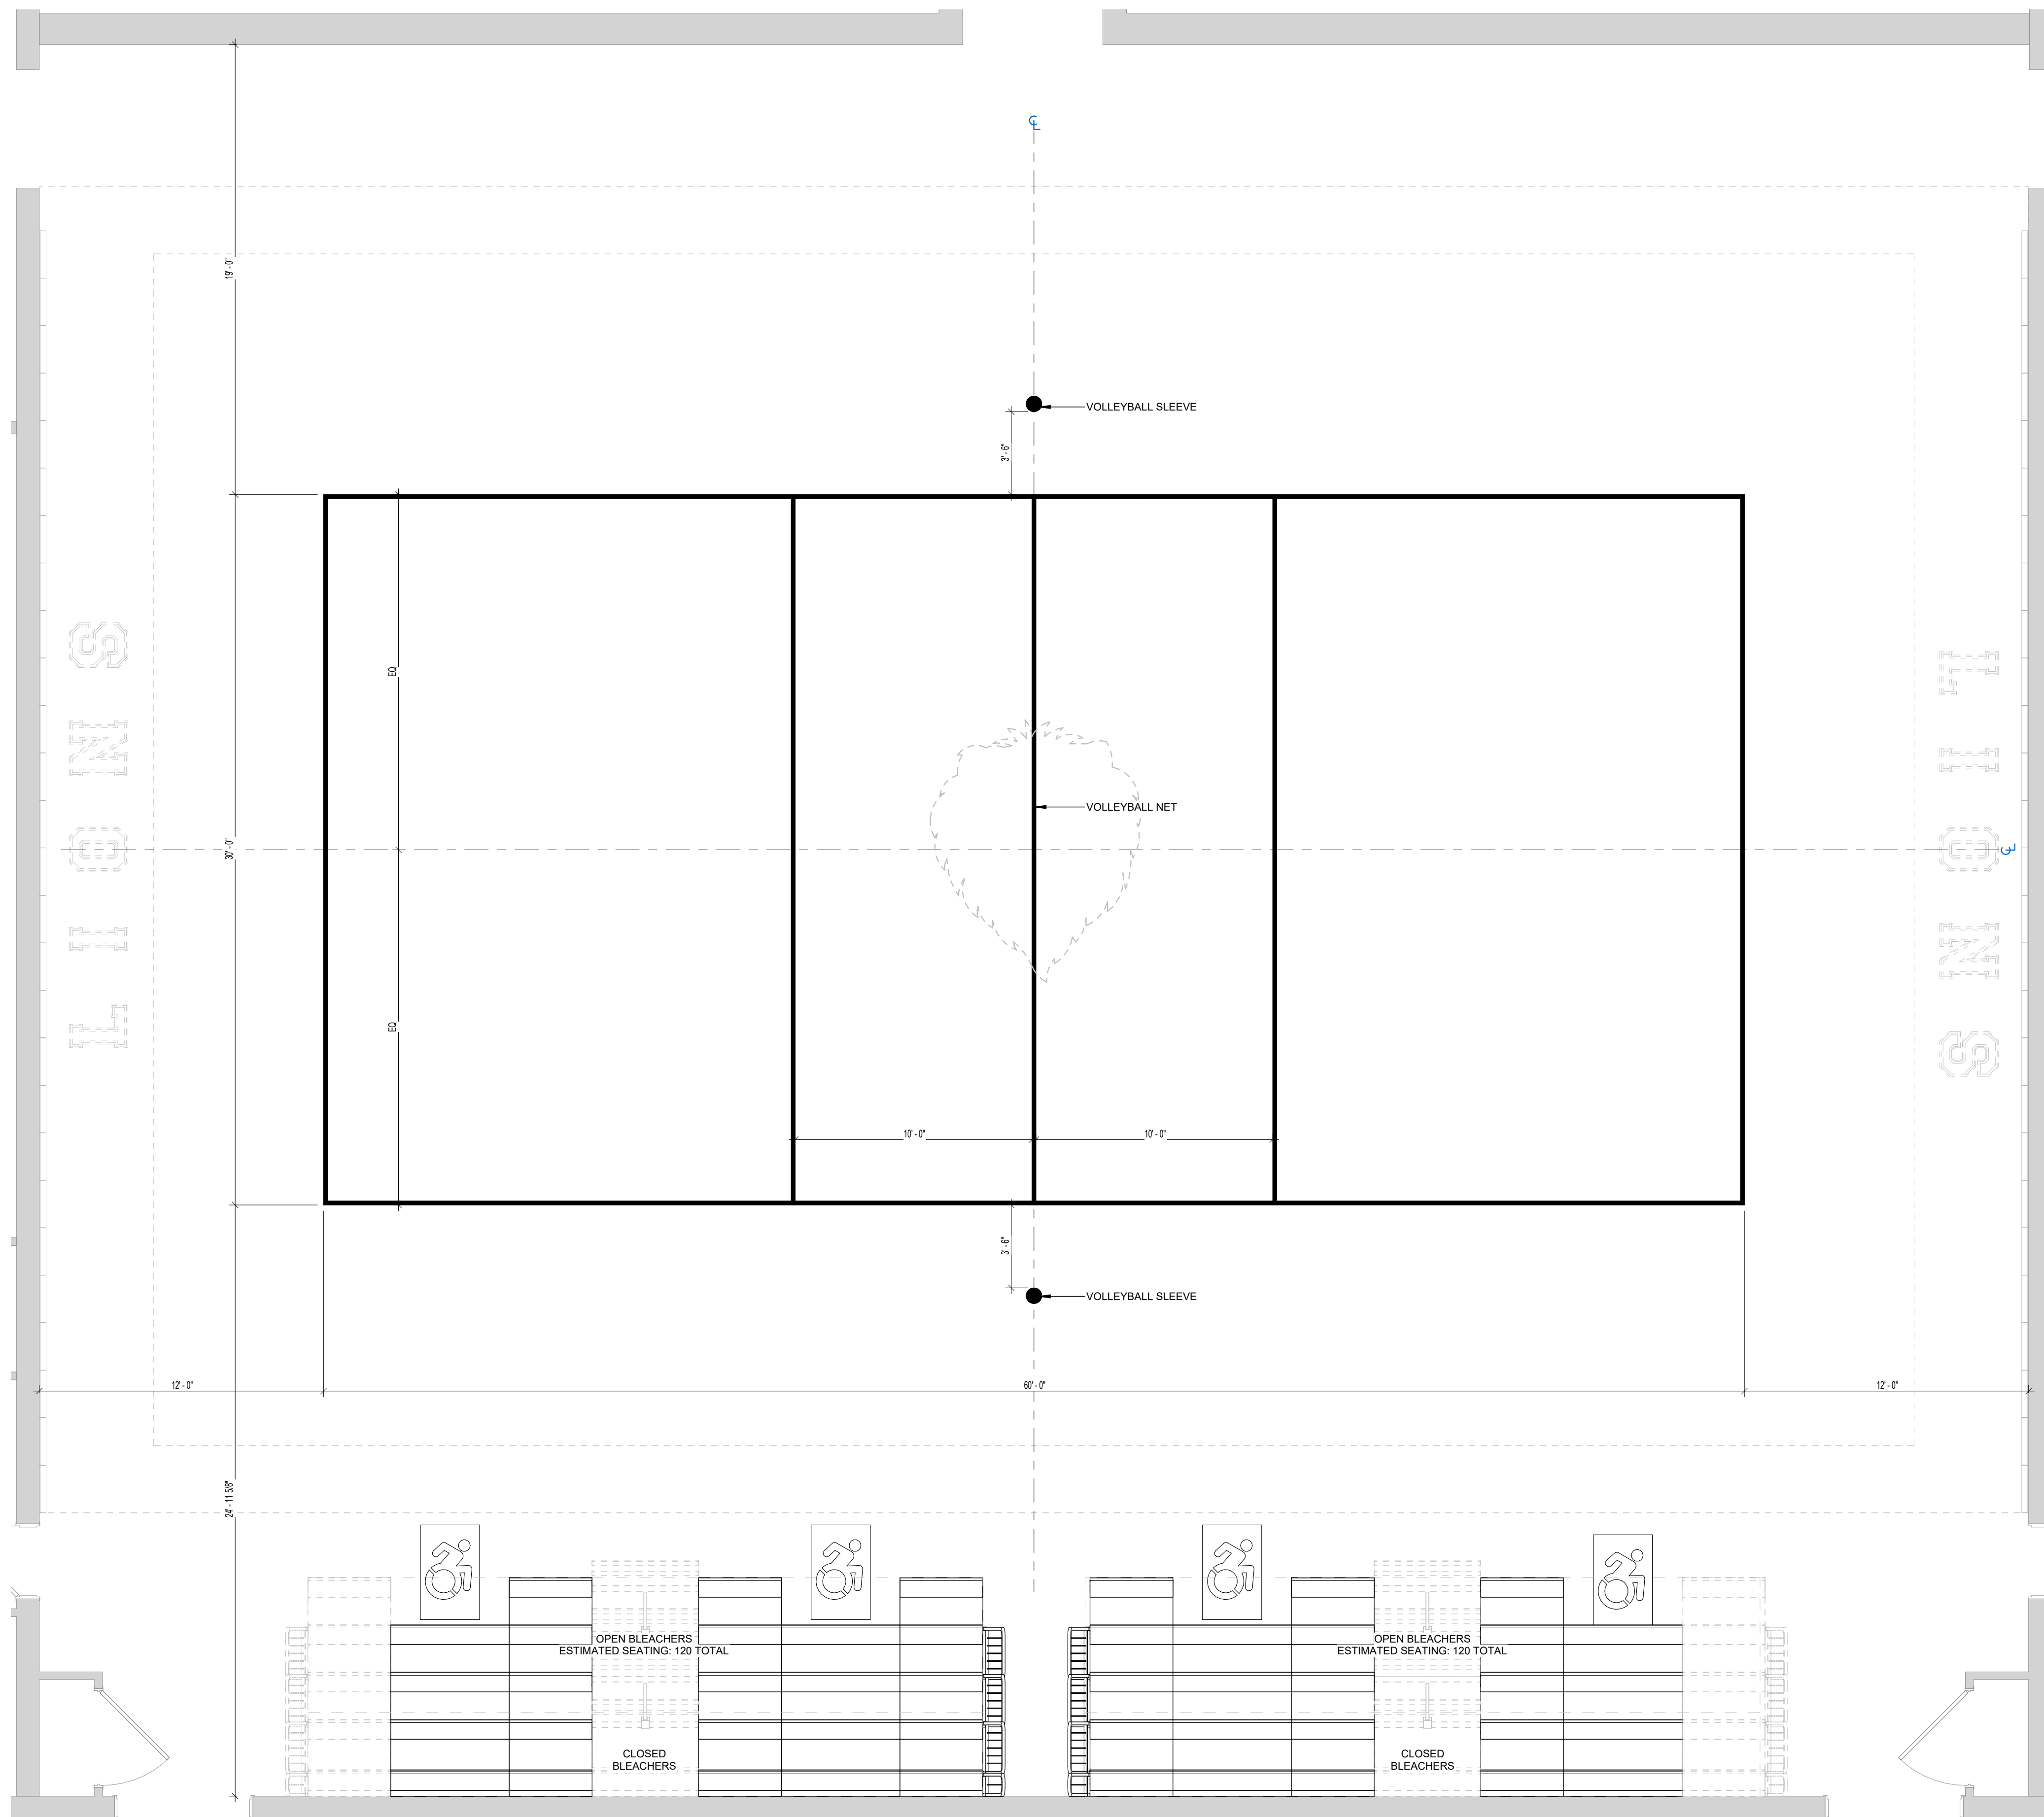 ℄
19' - 0"
VOLLEYBALL SLEEVE
3' - 6"
EQ
VOLLEYBALL NET
30' - 0"
℄
LIONS
LIONS
EQ
10' - 0"
10' - 0"
3' - 6"
VOLLEYBALL SLEEVE
12' - 0"
60' - 0"
12' - 0"
24' - 11 5/8"
OPEN BLEACHERS
ESTIMATED SEATING: 120 TOTAL
OPEN BLEACHERS
ESTIMATED SEATING: 120 TOTAL
CLOSED
BLEACHERS
CLOSED
BLEACHERS